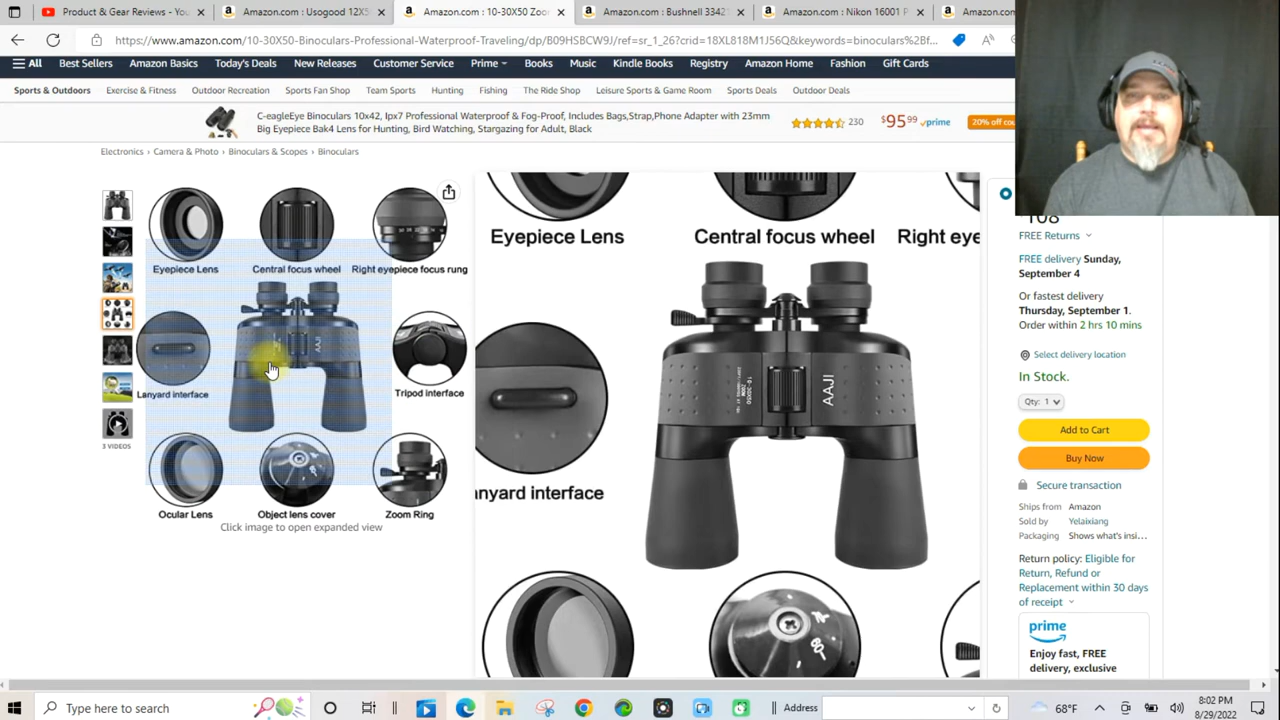 Product & Gear Reviews - You
Amazon.com : Usogood 12X5
Amazon.com : 10-30X50 Zoo
Amazon.com : Bushnell 33421
Amazon.com : Nikon 16001 P
Amazon.com
https://www.amazon.com/10-30X50-Binoculars-Professional-Waterproof-Traveling/dp/B09HSBCW9J/ref=sr_1_26?crid=18XL818M1J56Q&keywords=binoculars%2Bf...
All Best Sellers Amazon Basics Today's Deals New Releases Customer Service Prime Books Music Kindle Books Registry Amazon Home Fashion Gift Cards
Sports & Outdoors Exercise & Fitness Outdoor Recreation Sports Fan Shop Team Sports Hunting Fishing The Ride Shop Leisure Sports & Game Room Sports Deals Outdoor Deals
C-eagleEye Binoculars 10x42, Ipx7 Professional Waterproof & Fog-Proof, Includes Bags,Strap,Phone Adapter with 23mm
Big Eyepiece Bak4 Lens for Hunting, Bird Watching, Stargazing for Adult, Black
230 $95 99 prime 20% off cou
Electronics › Camera & Photo › Binoculars & Scopes › Binoculars
Eyepiece Lens Central focus wheel Right eyepiece focus rung
Lanyard interface
Tripod interface
Ocular Lens Object lens cover Zoom Ring
Click image to open expanded view
3 VIDEOS
Eyepiece Lens Central focus wheel Right eye
AAJI
10-30X50
ZOOM
anyard interface
FREE Returns
FREE delivery Sunday,
September 4
Or fastest delivery
Thursday, September 1.
Order within 2 hrs 10 mins
Select delivery location
In Stock.
Qty: 1
Add to Cart
Buy Now
Secure transaction
Ships from Amazon
Sold by Yelaixiang
Packaging Shows what's insi...
Return policy: Eligible for
Return, Refund or
Replacement within 30 days
of receipt
prime
Enjoy fast, FREE
delivery, exclusive
Type here to search
Address
68°F
8:02 PM
8/29/2022